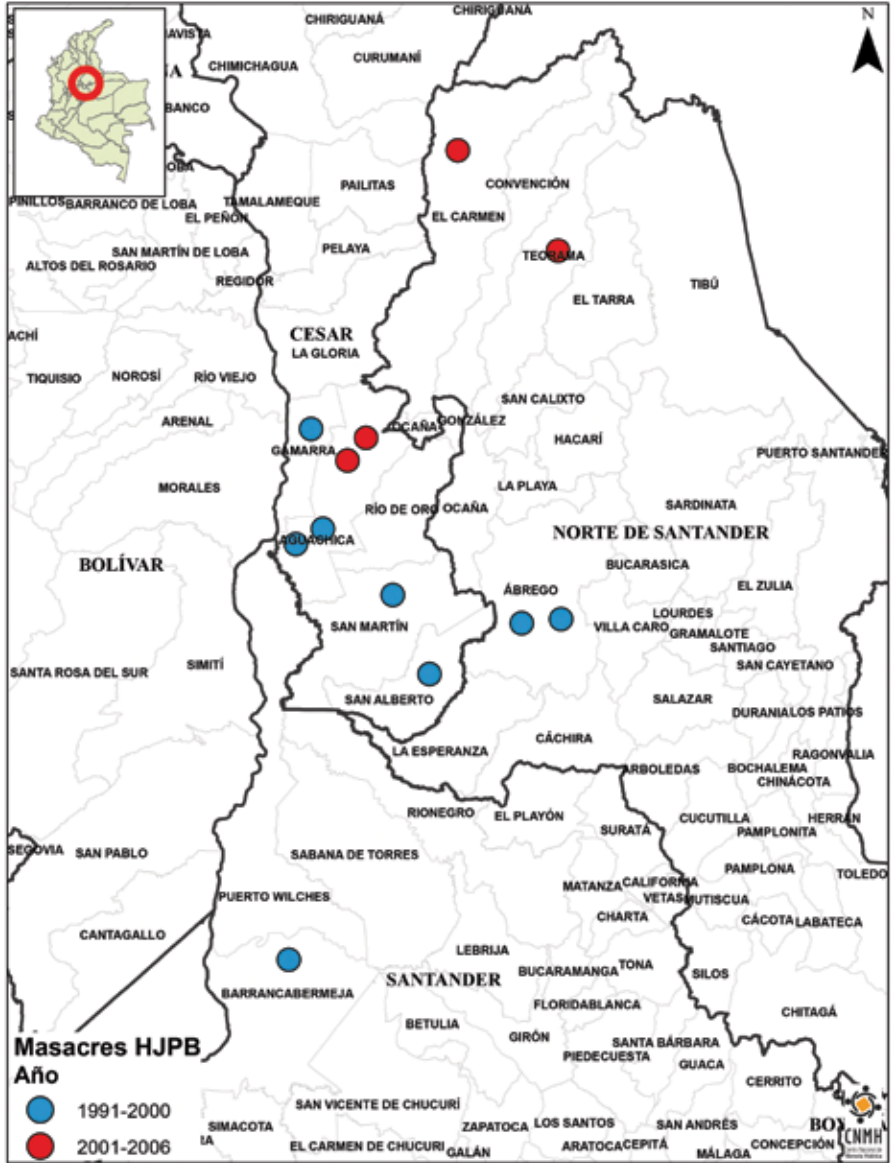 CHIRIGUANÁ
CHIRIGUANÁ
N
CURUMANÍ
CHIMICHAGUA
BANCO
PAILITAS
CONVENCIÓN
PINILLOS
BARRANCO DE LOBA
TAMALAMEQUE
EL PEÑÓN
EL CARMEN
SAN MARTÍN DE LOBA
PELAYA
TEORAMA
ALTOS DEL ROSARIO
REGIDOR
TIBÚ
EL TARRA
CESAR
LA GLORIA
ACHÍ
TIQUISIO
NOROSÍ
RÍO VIEJO
SAN CALIXTO
ARENAL
OCAÑA
GONZÁLEZ
HACARÍ
GAMARRA
PUERTO SANTANDER
MORALES
LA PLAYA
RÍO DE ORO
OCAÑA
SARDINATA
NORTE DE SANTANDER
AGUACHICA
BOLÍVAR
BUCARASICA
ÁBREGO
EL ZULIA
SAN MARTÍN
VILLA CARO
LOURDES
GRAMALOTE
SANTIAGO
SANTA ROSA DEL SUR
SIMITÍ
SAN CAYETANO
SAN ALBERTO
SALAZAR
DURANIA
LOS PATIOS
LA ESPERANZA
CÁCHIRA
RAGONVALIA
ARBOLEDAS
BOCHALEMA
CHINÁCOTA
RIONEGRO
EL PLAYÓN
CUCUTILLA
HERRÁN
SURATÁ
PAMPLONITA
SEGOVIA
SAN PABLO
SABANA DE TORRES
PAMPLONA
TOLEDO
PUERTO WILCHES
MATANZA
CALIFORNIA
VETAS
MUTISCUA
CHARTA
CÁCOTA
LABATECA
CANTAGALLO
LEBRIJA
BUCARAMANGA
TONA
SILOS
SANTANDER
BARRANCABERMEJA
FLORIDABLANCA
CHITAGÁ
BETULIA
GIRÓN
SANTA BÁRBARA
PIEDECUESTA
GUACA
Masacres HJPB
Año
CERRITO
1991-2000
SAN VICENTE DE CHUCURÍ
SIMACOTA
ZAPATOCA
LOS SANTOS
SAN ANDRÉS
CNMH
2001-2006
EL CARMEN DE CHUCURI
GALÁN
ARATOCA
CEPITÁ
MÁLAGA
CONCEPCIÓN